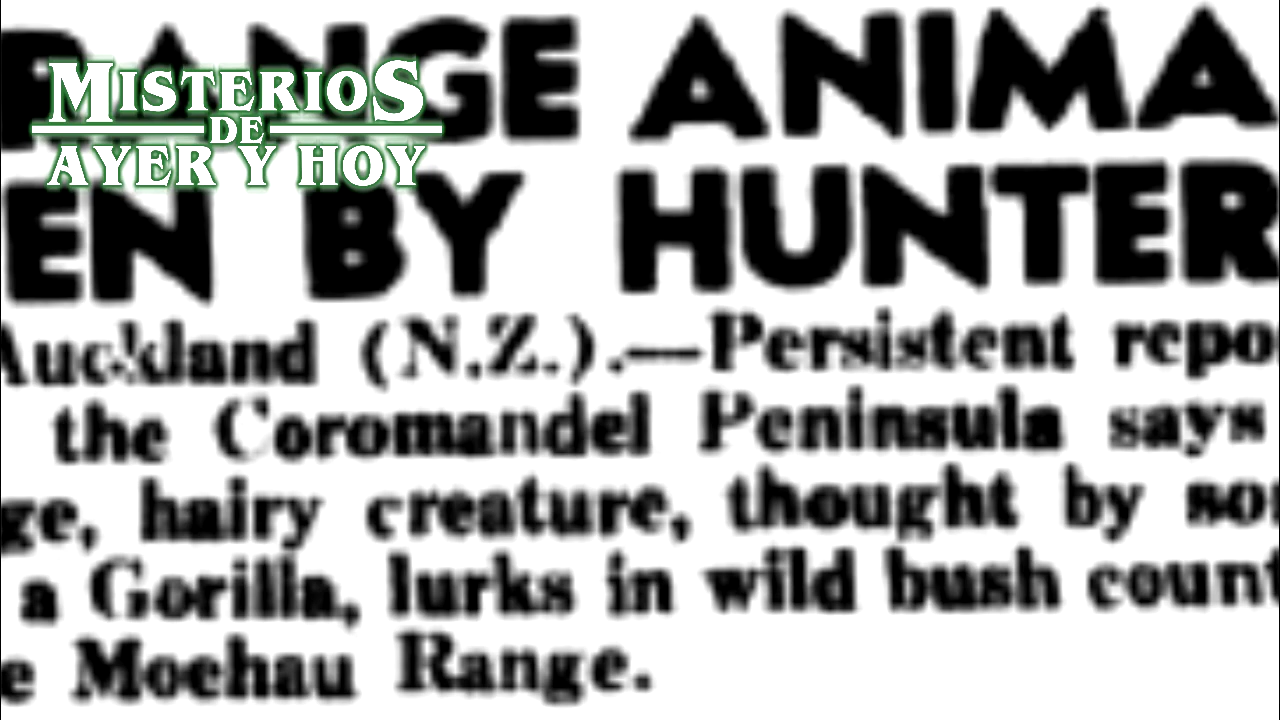 MISTERIOS
DE
AYER Y HOY
RANGE ANIMA
EN BY HUNTER
Auckland (N.Z.).—Persistent repo
the Coromandel Peninsula says
ge, hairy creature, thought by so
a Gorilla, lurks in wild bush count
e Moehau Range.